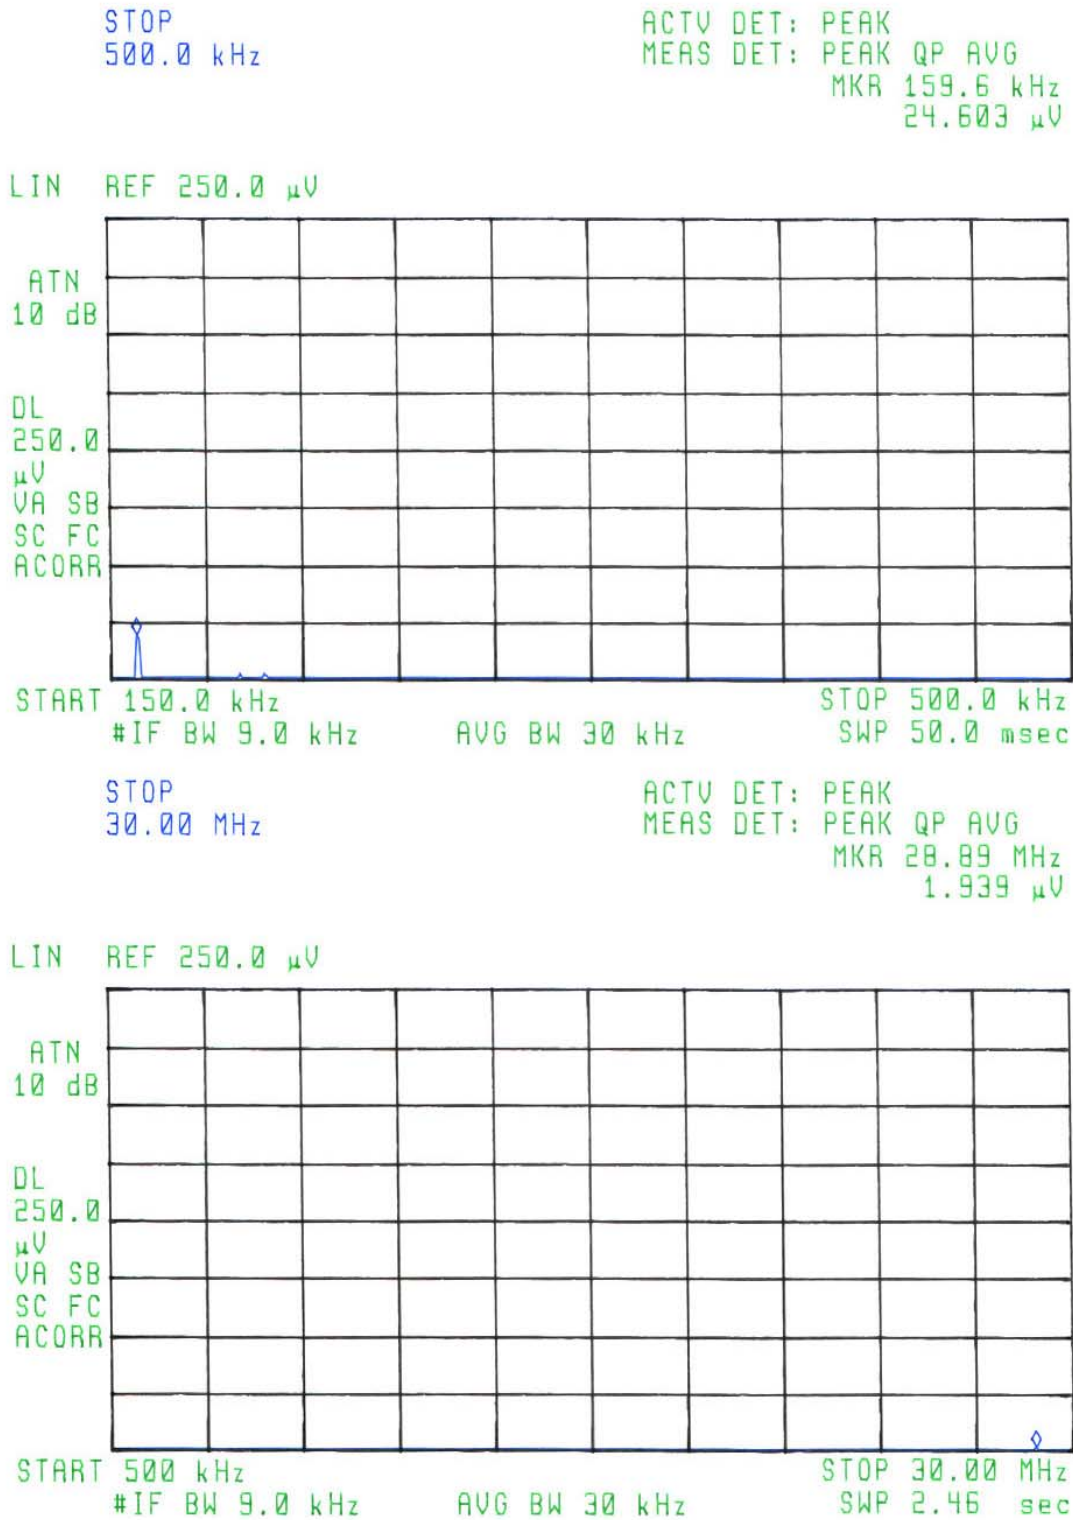 STOP
500.0 kHz
ACTV DET: PEAK
MEAS DET: PEAK QP AVG
MKR 159.6 kHz
24.603 µV
LIN REF 250.0 µV
ATN
10 dB
DL
250.0
µV
VA SB
SC FC
ACORR
START 150.0 kHz STOP 500.0 kHz
#IF BW 9.0 kHz AVG BW 30 kHz SWP 50.0 msec
STOP
30.00 MHz
ACTV DET: PEAK
MEAS DET: PEAK QP AVG
MKR 28.89 MHz
1.939 µV
LIN REF 250.0 µV
ATN
10 dB
DL
250.0
µV
VA SB
SC FC
ACORR
START 500 kHz STOP 30.00 MHz
#IF BW 9.0 kHz AVG BW 30 kHz SWP 2.46 sec